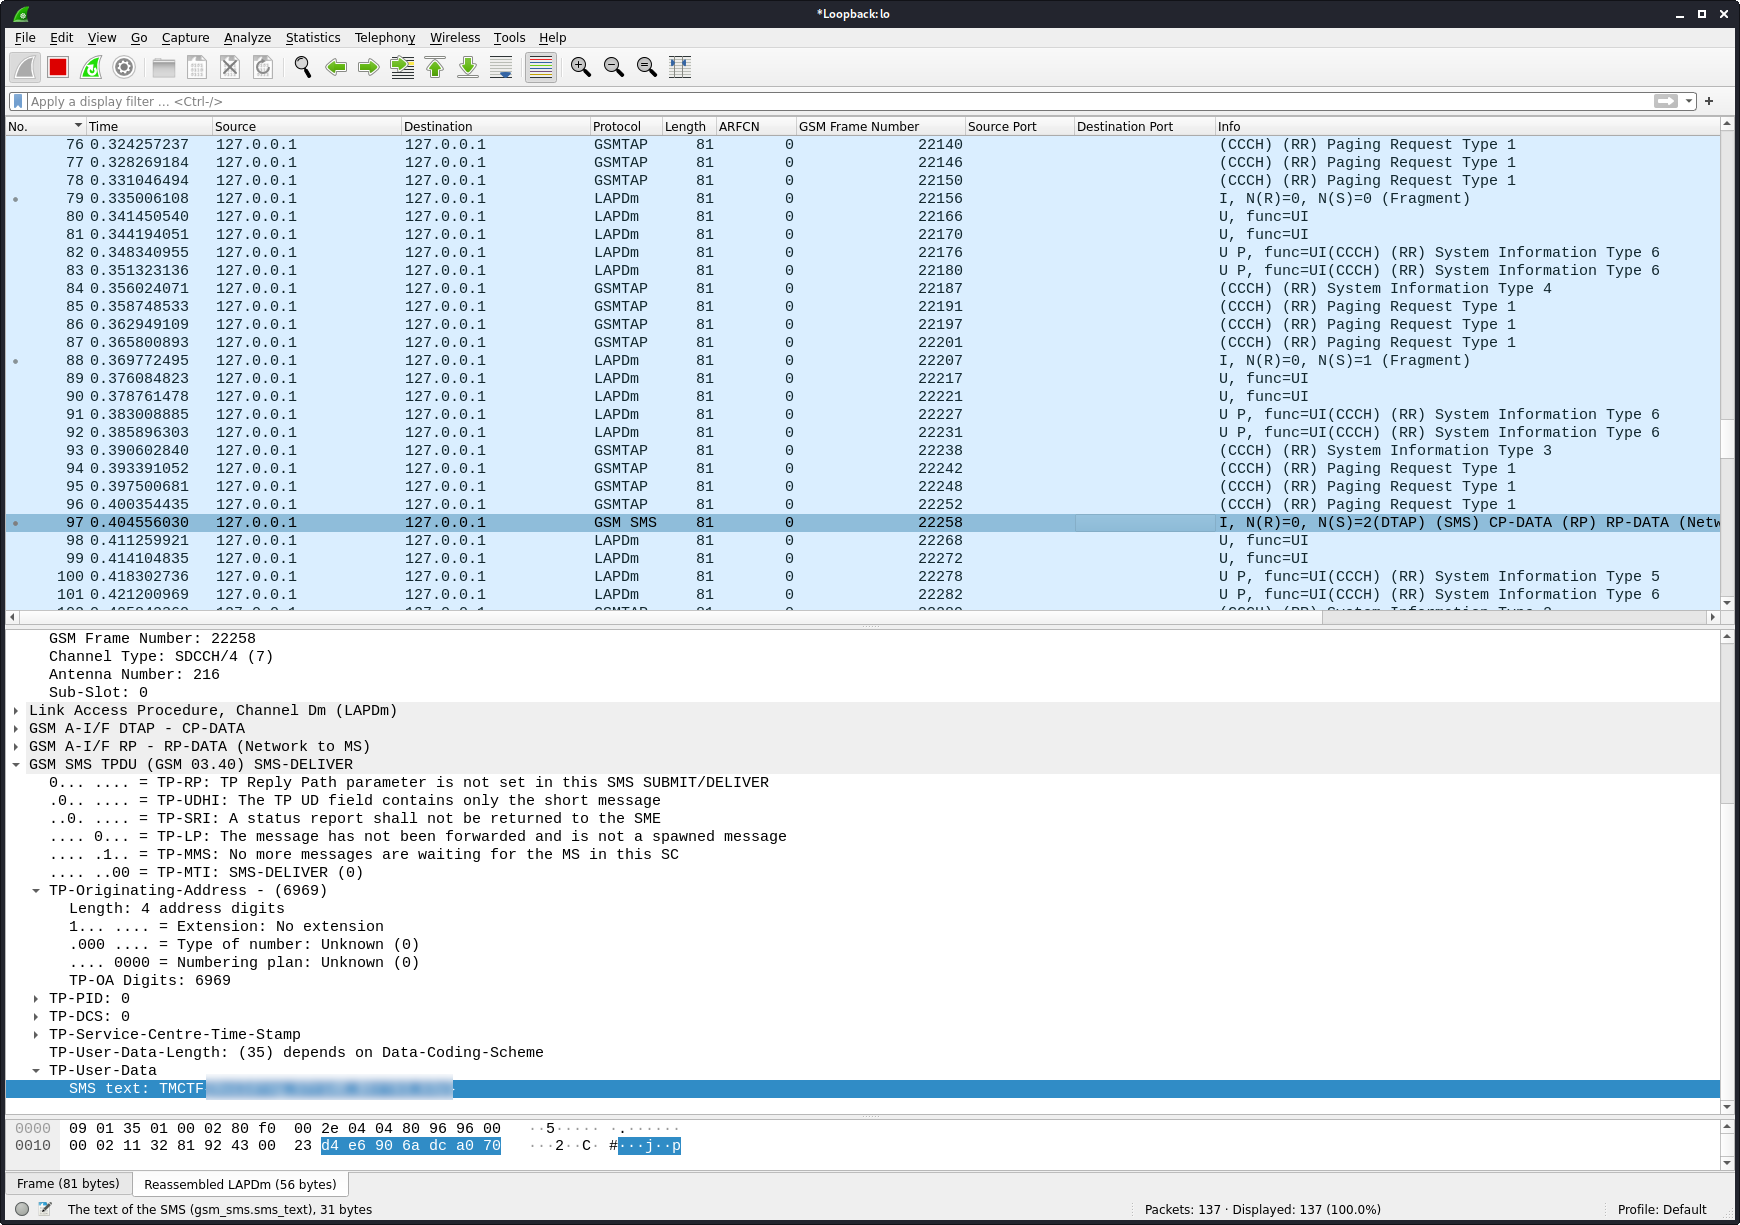 *Loopback: lo
File Edit View Go Capture Analyze Statistics Telephony Wireless Tools Help
Apply a display filter ... <Ctrl-/>
No. Time Source Destination Protocol Length ARFCN GSM Frame Number Source Port Destination Port Info
76 0.324257237 127.0.0.1 127.0.0.1 GSMTAP 81 0 22140 (CCCH) (RR) Paging Request Type 1
77 0.328269184 127.0.0.1 127.0.0.1 GSMTAP 81 0 22146 (CCCH) (RR) Paging Request Type 1
78 0.331046494 127.0.0.1 127.0.0.1 GSMTAP 81 0 22150 (CCCH) (RR) Paging Request Type 1
79 0.335006108 127.0.0.1 127.0.0.1 LAPDm 81 0 22156 I, N(R)=0, N(S)=0 (Fragment)
80 0.341450540 127.0.0.1 127.0.0.1 LAPDm 81 0 22166 U, func=UI
81 0.344194051 127.0.0.1 127.0.0.1 LAPDm 81 0 22170 U, func=UI
82 0.348340955 127.0.0.1 127.0.0.1 LAPDm 81 0 22176 U P, func=UI(CCCH) (RR) System Information Type 6
83 0.351323136 127.0.0.1 127.0.0.1 LAPDm 81 0 22180 U P, func=UI(CCCH) (RR) System Information Type 6
84 0.356024071 127.0.0.1 127.0.0.1 GSMTAP 81 0 22187 (CCCH) (RR) System Information Type 4
85 0.358748533 127.0.0.1 127.0.0.1 GSMTAP 81 0 22191 (CCCH) (RR) Paging Request Type 1
86 0.362949109 127.0.0.1 127.0.0.1 GSMTAP 81 0 22197 (CCCH) (RR) Paging Request Type 1
87 0.365800893 127.0.0.1 127.0.0.1 GSMTAP 81 0 22201 (CCCH) (RR) Paging Request Type 1
88 0.369772495 127.0.0.1 127.0.0.1 LAPDm 81 0 22207 I, N(R)=0, N(S)=1 (Fragment)
89 0.376084823 127.0.0.1 127.0.0.1 LAPDm 81 0 22217 U, func=UI
90 0.378761478 127.0.0.1 127.0.0.1 LAPDm 81 0 22221 U, func=UI
91 0.383008885 127.0.0.1 127.0.0.1 LAPDm 81 0 22227 U P, func=UI(CCCH) (RR) System Information Type 6
92 0.385896303 127.0.0.1 127.0.0.1 LAPDm 81 0 22231 U P, func=UI(CCCH) (RR) System Information Type 6
93 0.390602840 127.0.0.1 127.0.0.1 GSMTAP 81 0 22238 (CCCH) (RR) System Information Type 3
94 0.393391052 127.0.0.1 127.0.0.1 GSMTAP 81 0 22242 (CCCH) (RR) Paging Request Type 1
95 0.397500681 127.0.0.1 127.0.0.1 GSMTAP 81 0 22248 (CCCH) (RR) Paging Request Type 1
96 0.400354435 127.0.0.1 127.0.0.1 GSMTAP 81 0 22252 (CCCH) (RR) Paging Request Type 1
97 0.404556030 127.0.0.1 127.0.0.1 GSM SMS 81 0 22258 I, N(R)=0, N(S)=2(DTAP) (SMS) CP-DATA (RP) RP-DATA (Netw
98 0.411259921 127.0.0.1 127.0.0.1 LAPDm 81 0 22268 U, func=UI
99 0.414104835 127.0.0.1 127.0.0.1 LAPDm 81 0 22272 U, func=UI
100 0.418302736 127.0.0.1 127.0.0.1 LAPDm 81 0 22278 U P, func=UI(CCCH) (RR) System Information Type 5
101 0.421200969 127.0.0.1 127.0.0.1 LAPDm 81 0 22282 U P, func=UI(CCCH) (RR) System Information Type 6
GSM Frame Number: 22258
Channel Type: SDCCH/4 (7)
Antenna Number: 216
Sub-Slot: 0
Link Access Procedure, Channel Dm (LAPDm)
GSM A-I/F DTAP - CP-DATA
GSM A-I/F RP - RP-DATA (Network to MS)
GSM SMS TPDU (GSM 03.40) SMS-DELIVER
0... .... = TP-RP: TP Reply Path parameter is not set in this SMS SUBMIT/DELIVER
.0.. .... = TP-UDHI: The TP UD field contains only the short message
..0. .... = TP-SRI: A status report shall not be returned to the SME
.... 0... = TP-LP: The message has not been forwarded and is not a spawned message
.... .1.. = TP-MMS: No more messages are waiting for the MS in this SC
.... ..00 = TP-MTI: SMS-DELIVER (0)
TP-Originating-Address - (6969)
Length: 4 address digits
1... .... = Extension: No extension
.000 .... = Type of number: Unknown (0)
.... 0000 = Numbering plan: Unknown (0)
TP-OA Digits: 6969
TP-PID: 0
TP-DCS: 0
TP-Service-Centre-Time-Stamp
TP-User-Data-Length: (35) depends on Data-Coding-Scheme
TP-User-Data
SMS text: TMCTF
0000 09 01 35 01 00 02 80 f0 00 2e 04 04 80 96 96 00 ··5····· .······
0010 00 02 11 32 81 92 43 00 23 d4 e6 90 6a dc a0 70 ···2··C· #···j··p
Frame (81 bytes) Reassembled LAPDm (56 bytes)
The text of the SMS (gsm_sms.sms_text), 31 bytes Packets: 137 · Displayed: 137 (100.0%) Profile: Default